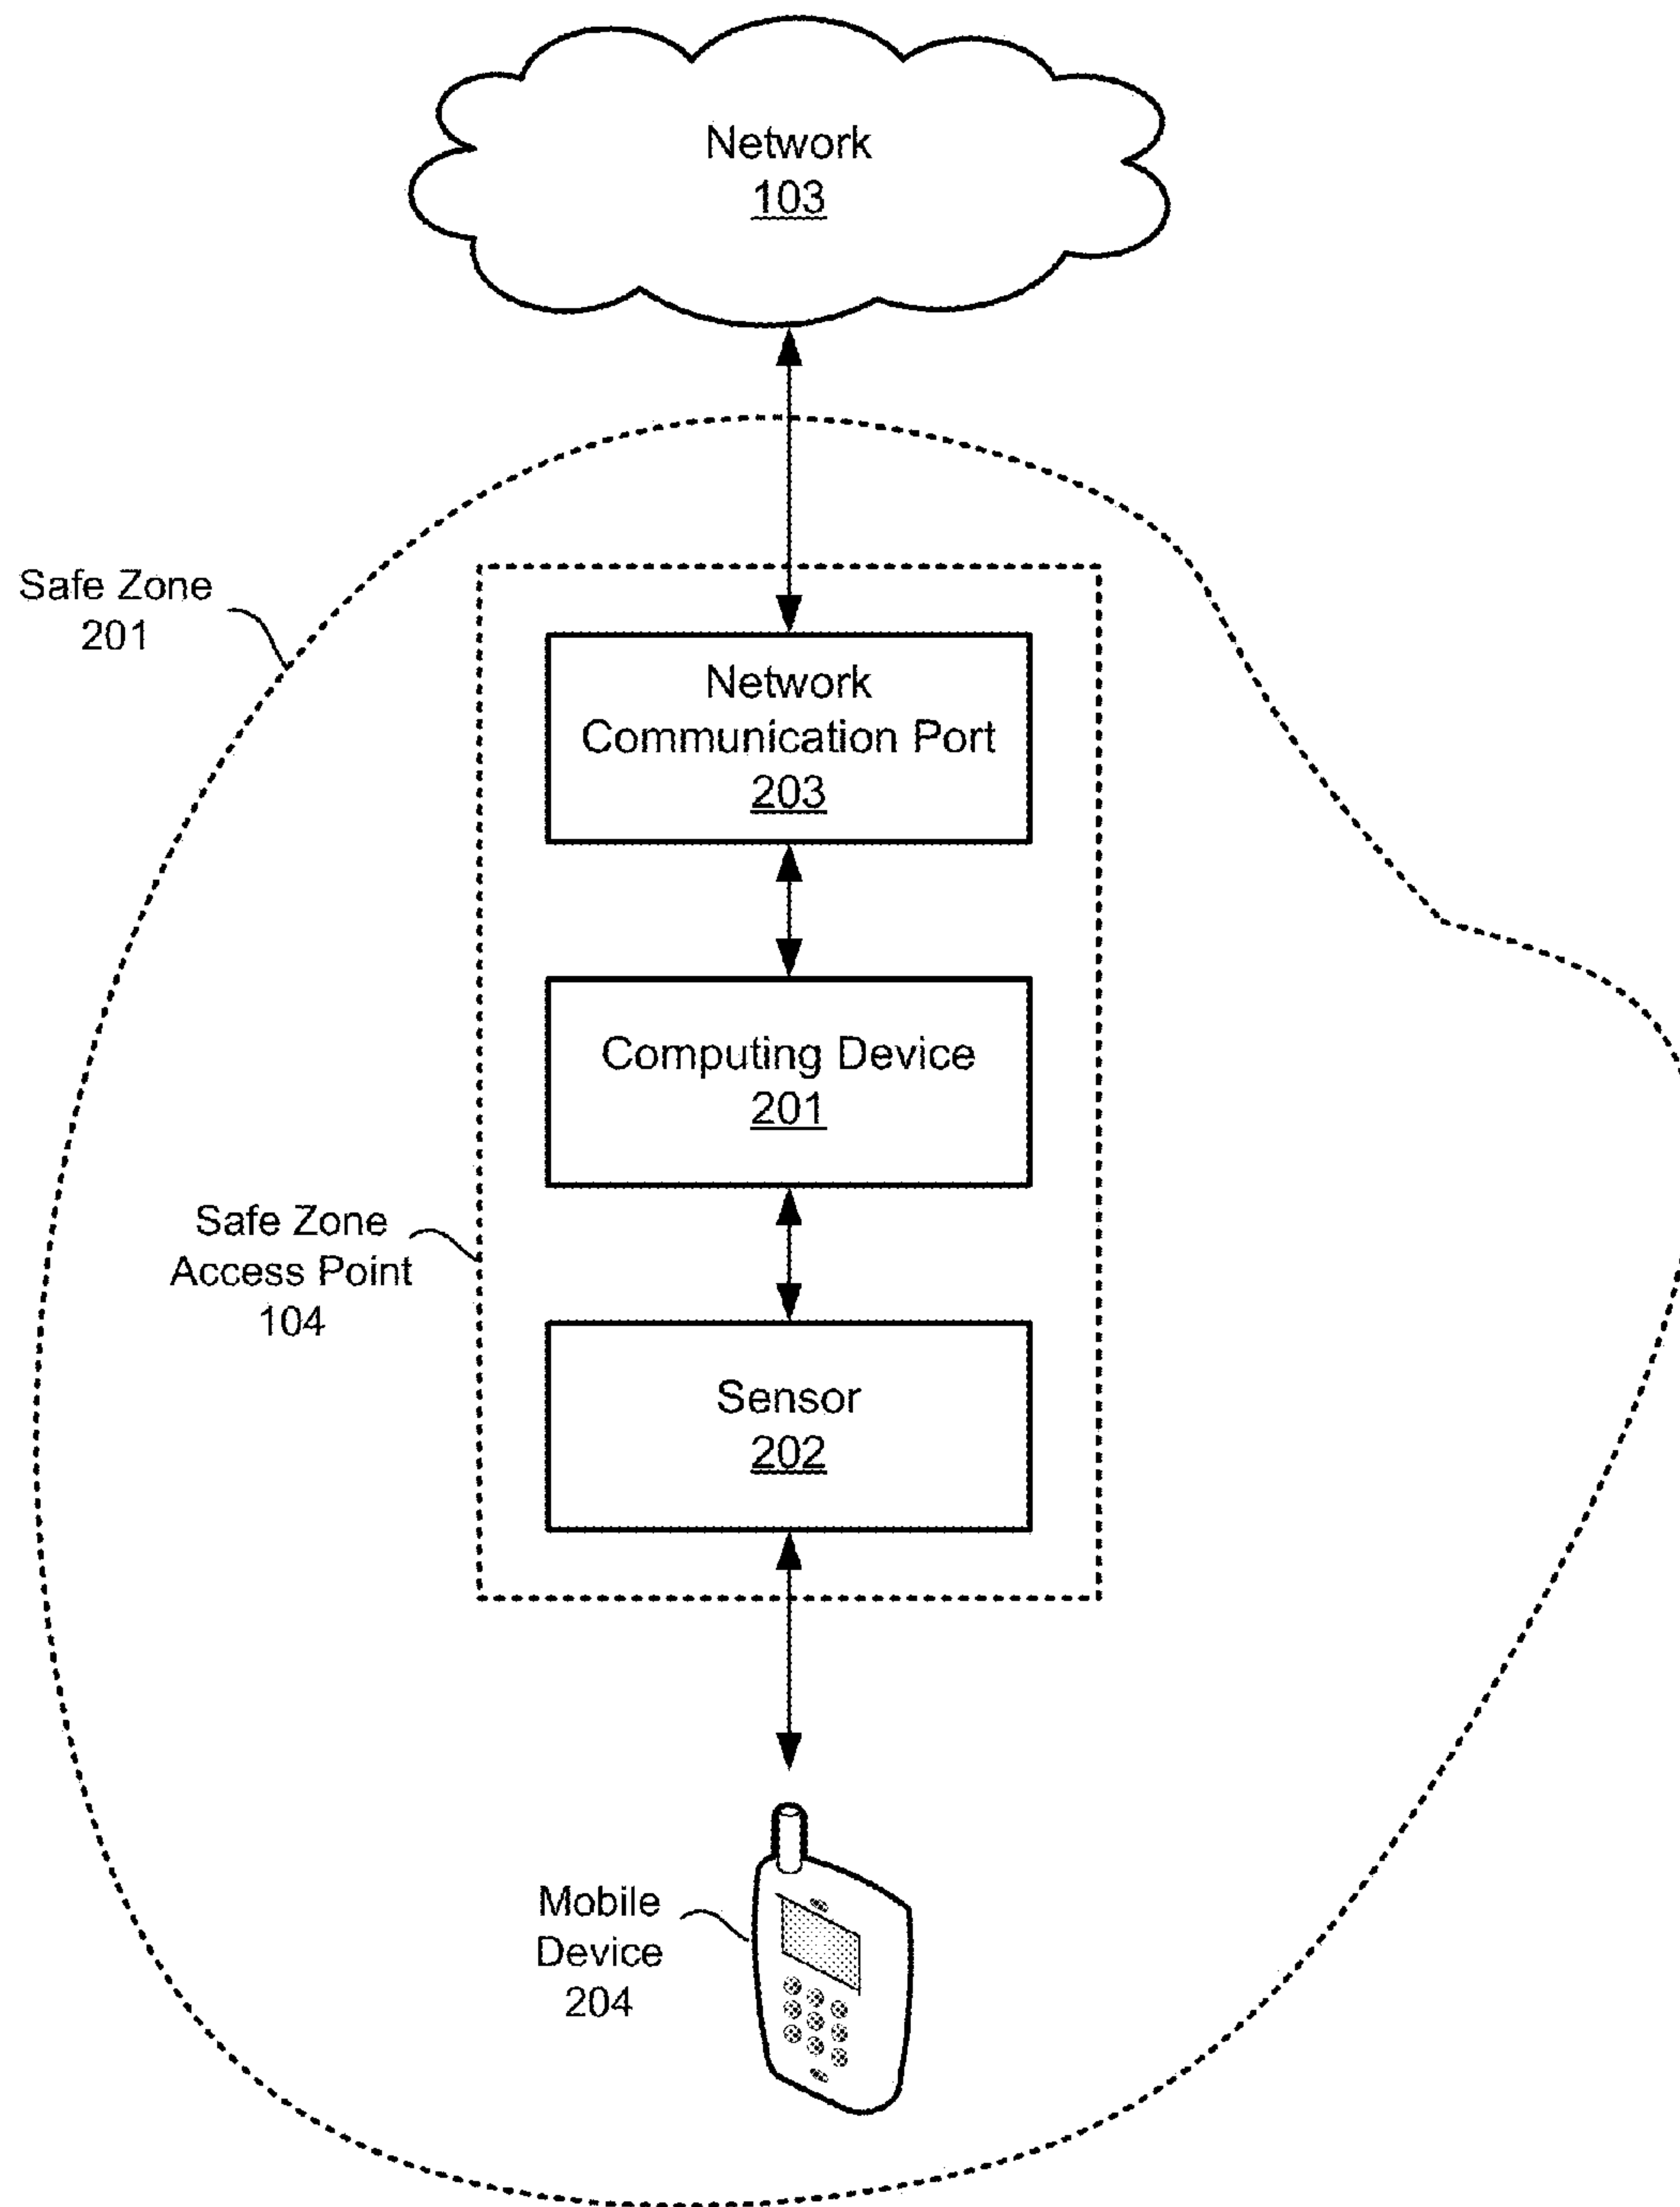 Network
103
Safe Zone
201
Network
Communication Port
203
Computing Device
201
Safe Zone
Access Point
104
Sensor
202
Mobile
Device
204